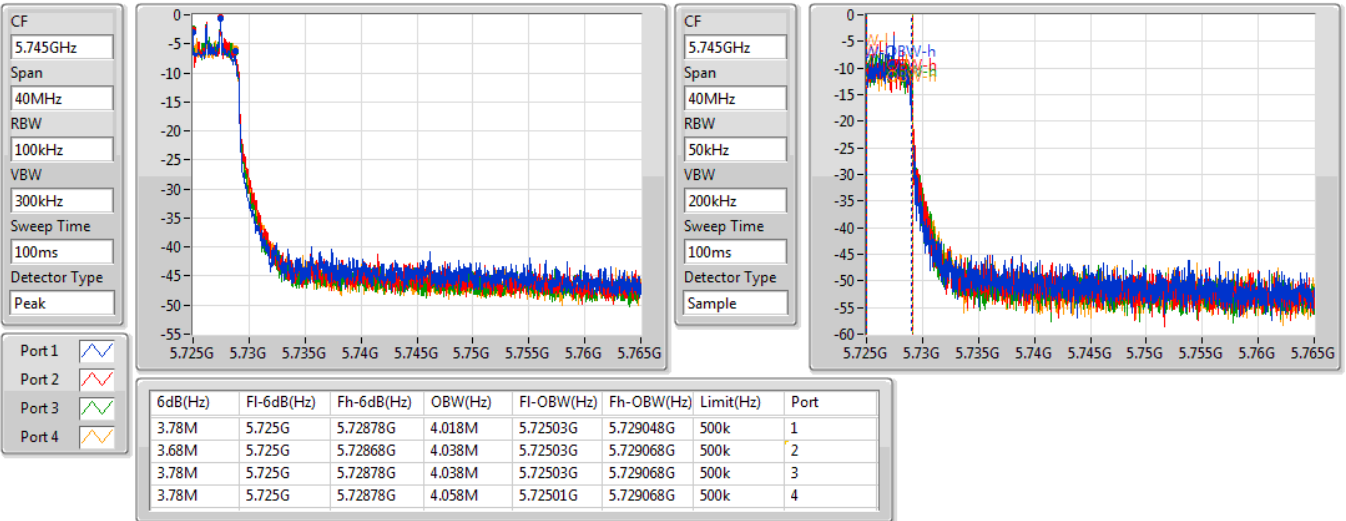 CF
5.745GHz
Span
40MHz
RBW
100kHz
VBW
300kHz
Sweep Time
100ms
Detector Type
Peak
0
-5
-10
-15
-20
-25
-30
-35
-40
-45
-50
-55
5.725G 5.73G 5.735G 5.74G 5.745G 5.75G 5.755G 5.76G 5.765G
CF
5.745GHz
Span
40MHz
RBW
50kHz
VBW
200kHz
Sweep Time
100ms
Detector Type
Sample
0
-5
-10
-15
-20
-25
-30
-35
-40
-45
-50
-55
-60
OBW-h
5.725G 5.73G 5.735G 5.74G 5.745G 5.75G 5.755G 5.76G 5.765G
Port 1
Port 2
Port 3
Port 4
6dB(Hz) Fl-6dB(Hz) Fh-6dB(Hz) OBW(Hz) Fl-OBW(Hz) Fh-OBW(Hz) Limit(Hz) Port
3.78M 5.725G 5.72878G 4.018M 5.72503G 5.729048G 500k 1
3.68M 5.725G 5.72868G 4.038M 5.72503G 5.729068G 500k 2
3.78M 5.725G 5.72878G 4.038M 5.72503G 5.729068G 500k 3
3.78M 5.725G 5.72878G 4.058M 5.72501G 5.729068G 500k 4